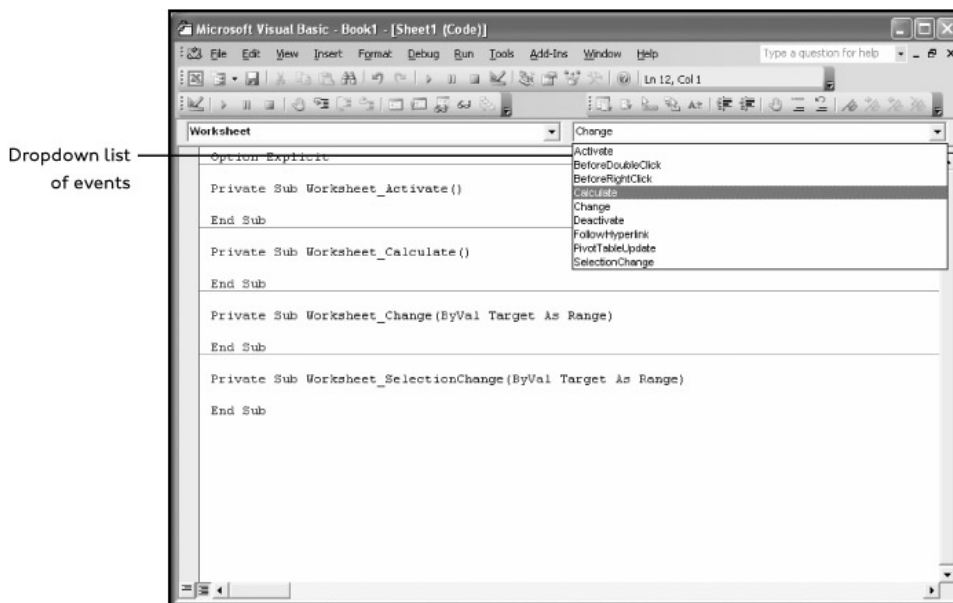 Microsoft Visual Basic - Book1 - [Sheet1 (Code)]
File Edit View Insert Format Debug Run Tools Add-Ins Window Help Type a question for help
Ln 12, Col 1
Worksheet Change
Dropdown list
of events
Option Explicit
Private Sub Worksheet_Activate()
End Sub
Private Sub Worksheet_Calculate()
End Sub
Private Sub Worksheet_Change(ByVal Target As Range)
End Sub
Private Sub Worksheet_SelectionChange(ByVal Target As Range)
End Sub
Activate
BeforeDoubleClick
BeforeRightClick
Calculate
Change
Deactivate
FollowHyperlink
PivotTableUpdate
SelectionChange